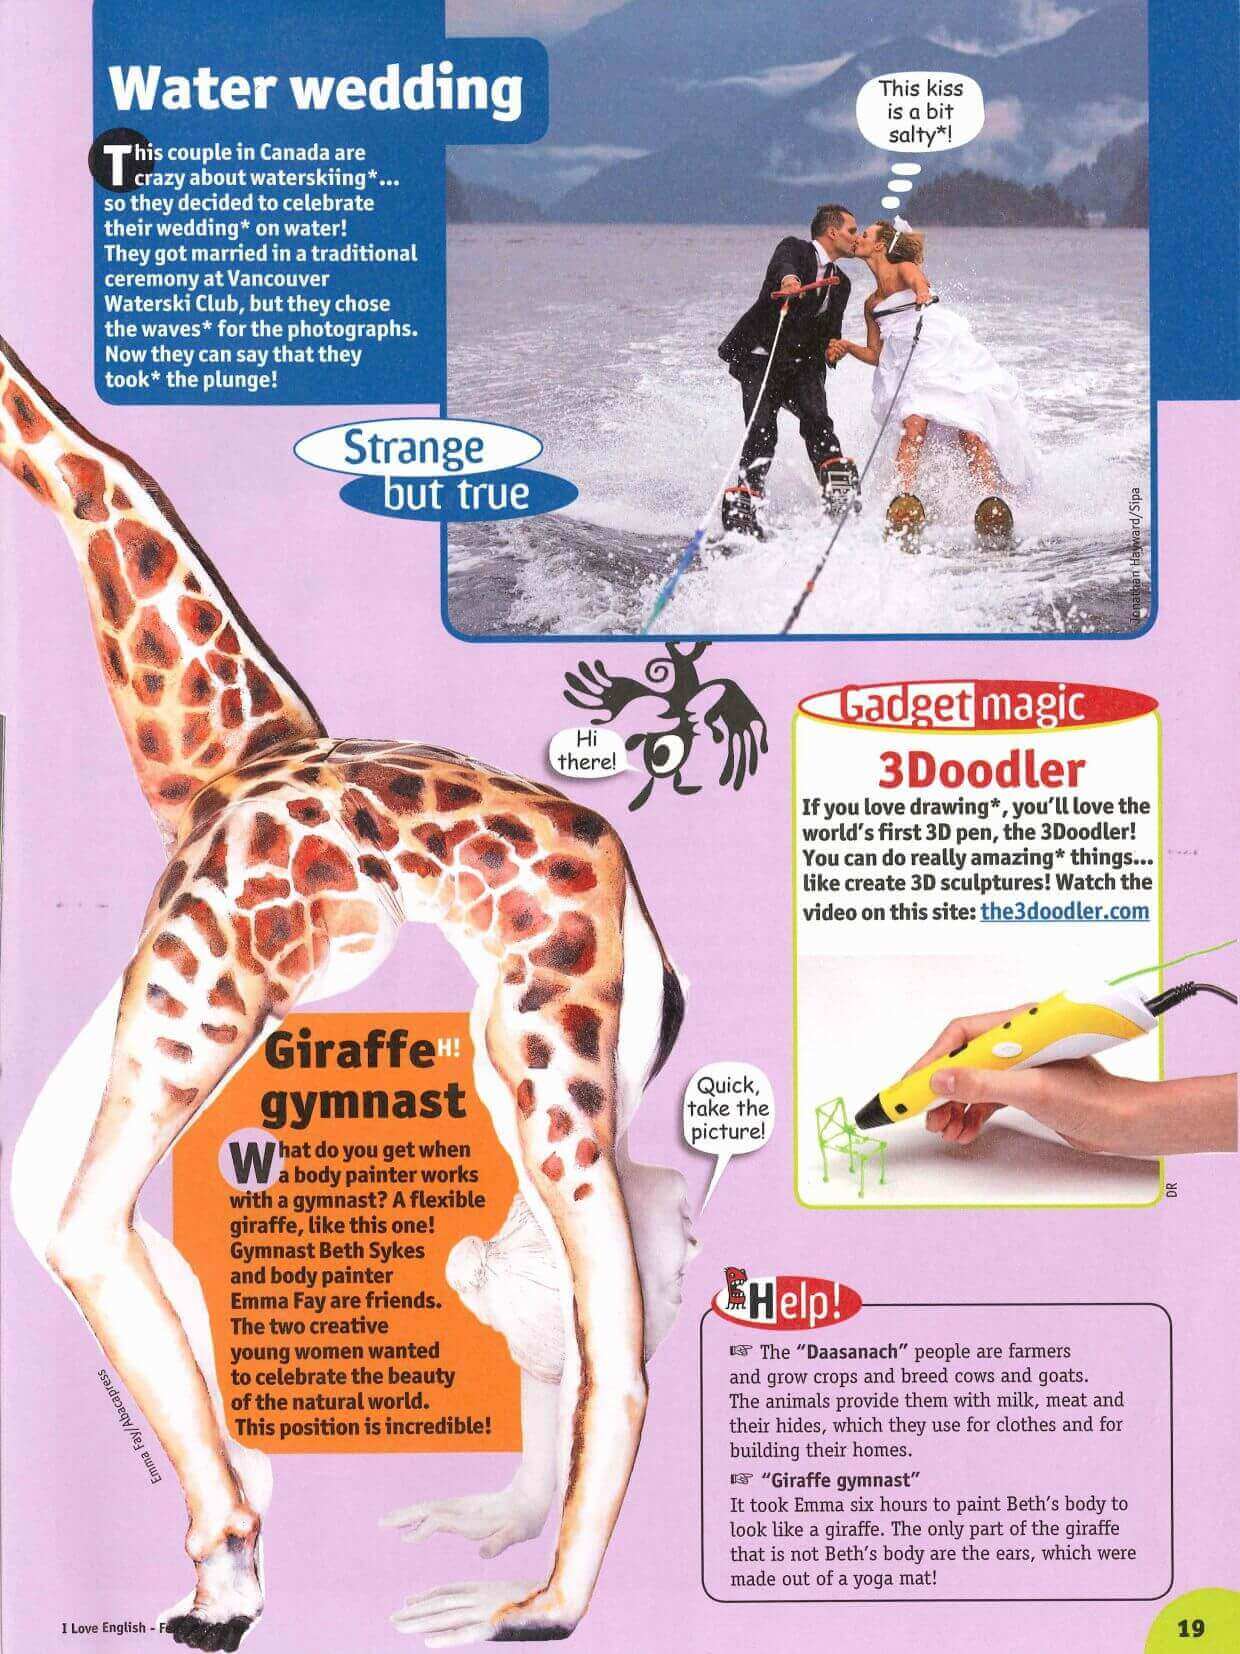 Water wedding
This couple in Canada are
crazy about waterskiing*...
so they decided to celebrate
their wedding* on water!
They got married in a traditional
ceremony at Vancouver
Waterski Club, but they chose
the waves* for the photographs.
Now they can say that they
took* the plunge!
This kiss
is a bit
salty*!
Jonathan Hayward/Sipa
Strange
but true
Hi
there!
Gadget magic
3Doodler
If you love drawing*, you'll love the
world's first 3D pen, the 3Doodler!
You can do really amazing* things...
like create 3D sculptures! Watch the
video on this site: the3doodler.com
DR
Giraffe H!
gymnast
What do you get when
a body painter works
with a gymnast? A flexible
giraffe, like this one!
Gymnast Beth Sykes
and body painter
Emma Fay are friends.
The two creative
young women wanted
to celebrate the beauty
of the natural world.
This position is incredible!
Quick,
take the
picture!
Emma Fay/Abacapress
Help!
☞ The “Daasanach” people are farmers
and grow crops and breed cows and goats.
The animals provide them with milk, meat and
their hides, which they use for clothes and for
building their homes.
☞ “Giraffe gymnast”
It took Emma six hours to paint Beth's body to
look like a giraffe. The only part of the giraffe
that is not Beth's body are the ears, which were
made out of a yoga mat!
I Love English -
19